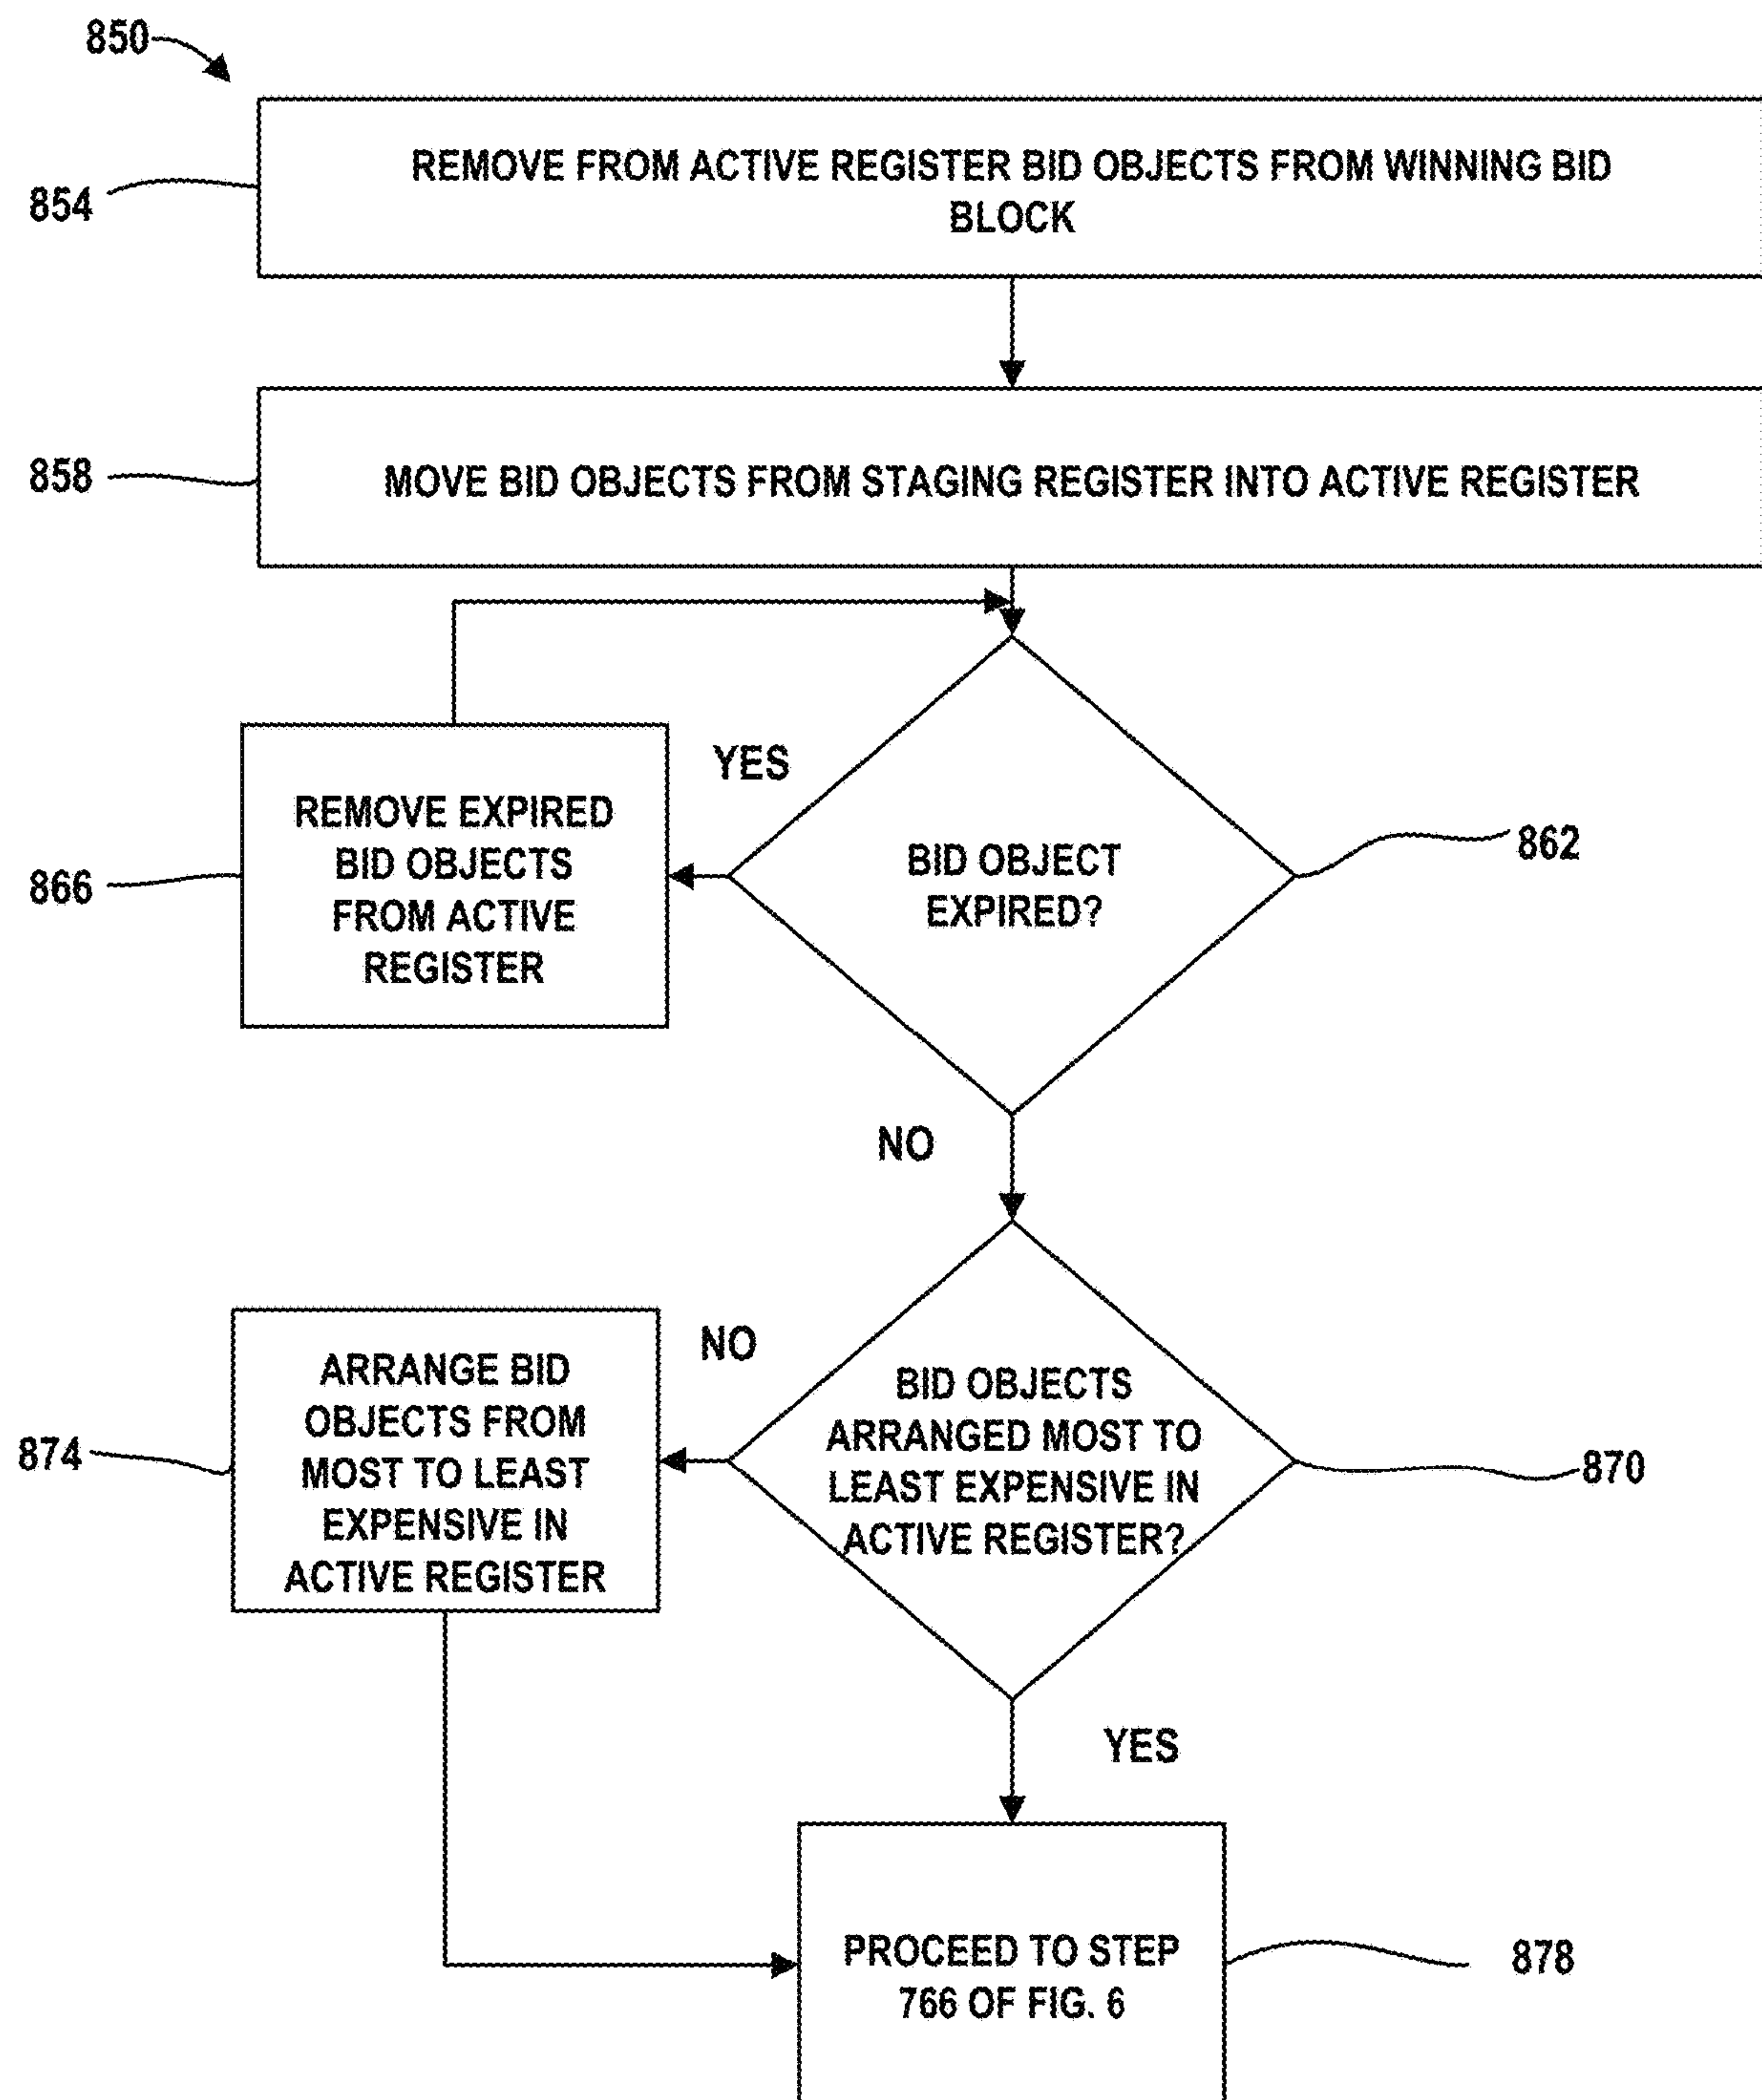 850
REMOVE FROM ACTIVE REGISTER BID OBJECTS FROM WINNING BID
BLOCK
854
MOVE BID OBJECTS FROM STAGING REGISTER INTO ACTIVE REGISTER
858
YES
REMOVE EXPIRED
BID OBJECTS
FROM ACTIVE
REGISTER
866
BID OBJECT
EXPIRED?
862
NO
NO
ARRANGE BID
OBJECTS FROM
MOST TO LEAST
EXPENSIVE IN
ACTIVE REGISTER
874
BID OBJECTS
ARRANGED MOST TO
LEAST EXPENSIVE IN
ACTIVE REGISTER?
870
YES
PROCEED TO STEP
766 OF FIG. 6
878